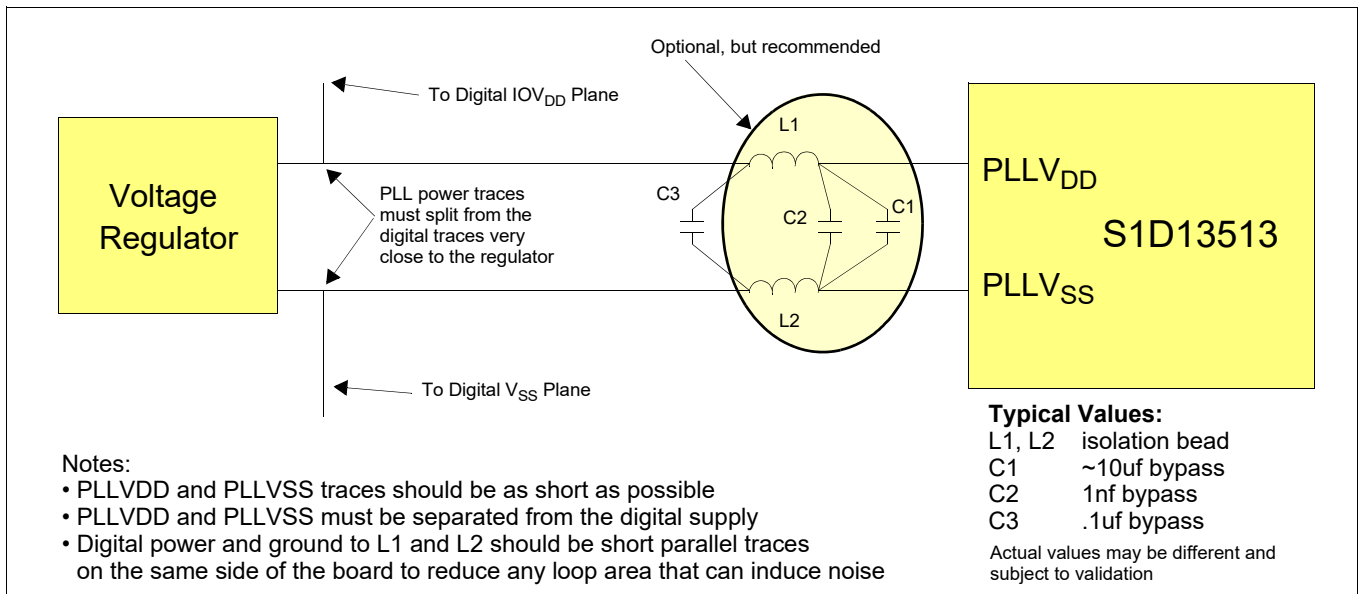 Optional, but recommended
To Digital IOVDD Plane
L1
Voltage
Regulator
PLL power traces
must split from the
digital traces very
close to the regulator
C3
C2
C1
PLLVDD
S1D13513
PLLVSS
L2
To Digital VSS Plane
Typical Values:
L1, L2 isolation bead
C1 ~10uf bypass
C2 1nf bypass
C3 .1uf bypass
Actual values may be different and
subject to validation
Notes:
• PLLVDD and PLLVSS traces should be as short as possible
• PLLVDD and PLLVSS must be separated from the digital supply
• Digital power and ground to L1 and L2 should be short parallel traces
on the same side of the board to reduce any loop area that can induce noise